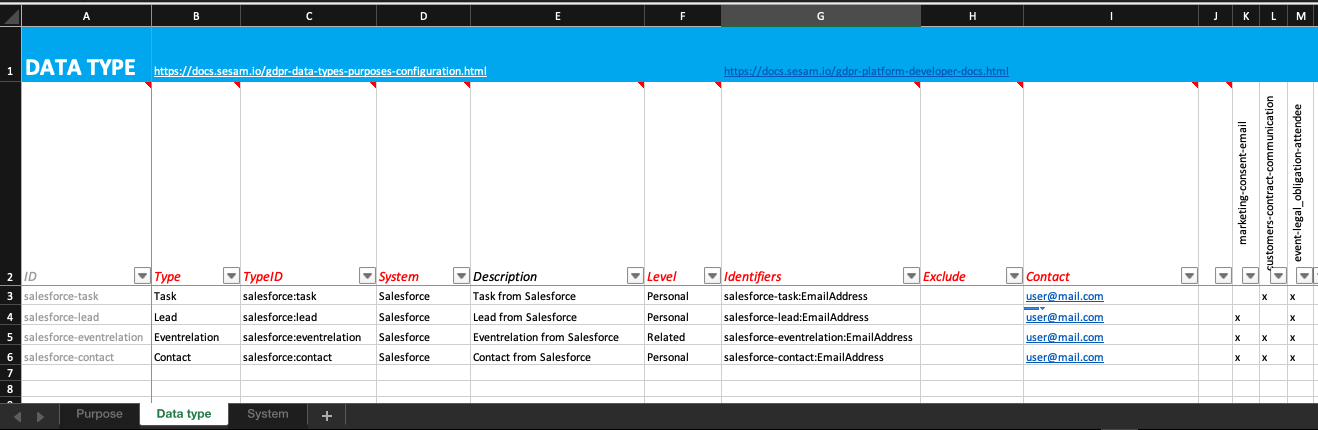 A B C D E F G H I J K L M
1 DATA TYPE https://docs.sesam.io/gdpr-data-types-purposes-configuration.html https://docs.sesam.io/gdpr-platform-developer-docs.html
marketing-consent-email
customers-contract-communication
event-legal_obligation-attendee
2 ID Type TypeID System Description Level Identifiers Exclude Contact
3 salesforce-task Task salesforce:task Salesforce Task from Salesforce Personal salesforce-task:EmailAddress user@mail.com x x
4 salesforce-lead Lead salesforce:lead Salesforce Lead from Salesforce Personal salesforce-lead:EmailAddress user@mail.com x x
5 salesforce-eventrelation Eventrelation salesforce:eventrelation Salesforce Eventrelation from Salesforce Related salesforce-eventrelation:EmailAddress user@mail.com x x x
6 salesforce-contact Contact salesforce:contact Salesforce Contact from Salesforce Personal salesforce-contact:EmailAddress user@mail.com x x x
7
8
Purpose Data type System +